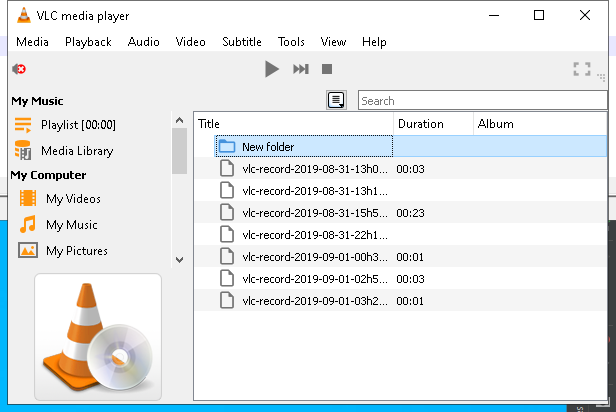 VLC media player
Media Playback Audio Video Subtitle Tools View Help
Search
My Music
Playlist [00:00]
Media Library
My Computer
My Videos
My Music
My Pictures
Title Duration Album
New folder
vlc-record-2019-08-31-13h0... 00:03
vlc-record-2019-08-31-13h1...
vlc-record-2019-08-31-15h5... 00:23
vlc-record-2019-08-31-22h1...
vlc-record-2019-09-01-00h3... 00:01
vlc-record-2019-09-01-02h5... 00:03
vlc-record-2019-09-01-03h2... 00:01